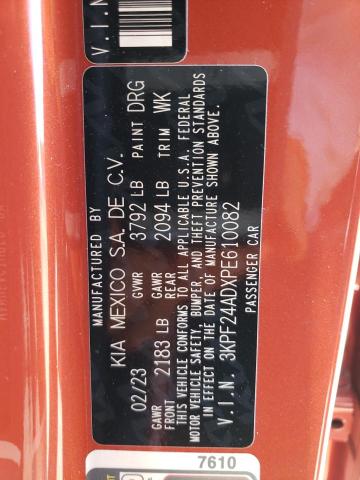 V.I.N
MANUFACTURED BY
KIA MEXICO S.A. DE C.V.
02/23 GVWR 3792 LB PAINT DRG
GAWR FRONT 2183 LB GAWR REAR 2094 LB TRIM WK
THIS VEHICLE CONFORMS TO ALL APPLICABLE U.S.A. FEDERAL
MOTOR VEHICLE SAFETY, BUMPER, AND THEFT PREVENTION STANDARDS
IN EFFECT ON THE DATE OF MANUFACTURE SHOWN ABOVE.
V.I.N. 3KPF24ADXPE610082
PASSENGER CAR
7610